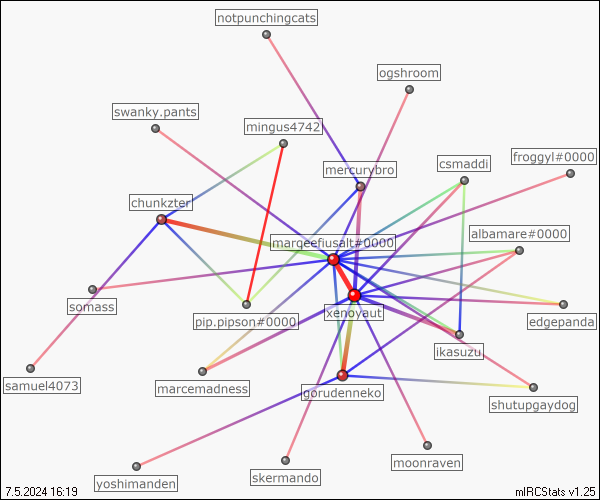 notpunchingcats
ogshroom
swanky.pants
mingus4742
froggyl#0000
csmaddi
mercurybro
chunkzter
albamare#0000
margeefiusalt#0000
somass
edgepanda
xenoyaut
pip.pipson#0000
ikasuzu
samuel4073
marcemadness
gorudenneko
shutupgaydog
moonraven
skermando
yoshimanden
7.5.2024 16:19
mIRCStats v1.25